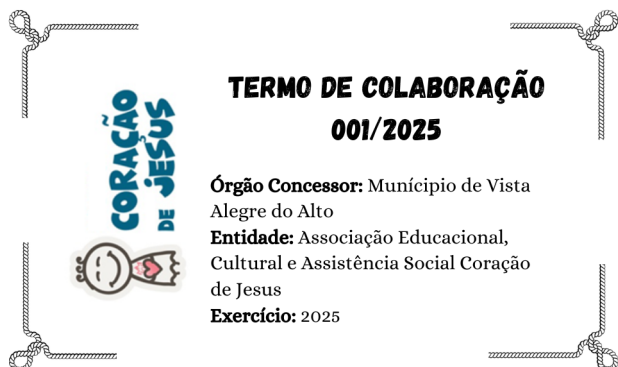 CORAÇÃO
DE JESUS
TERMO DE COLABORAÇÃO
001/2025
Órgão Concessor: Munícipio de Vista
Alegre do Alto
Entidade: Associação Educacional,
Cultural e Assistência Social Coração
de Jesus
Exercício: 2025